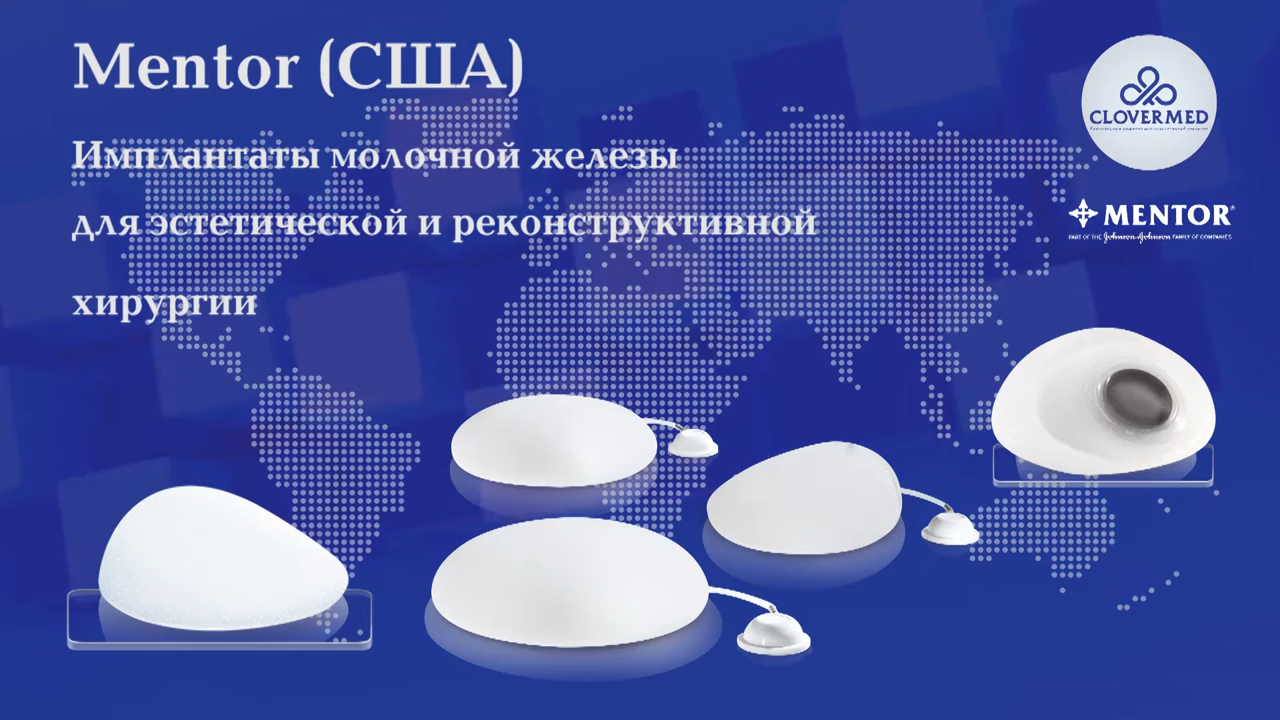 Mentor (США)
Имплантаты молочной железы
для эстетической и реконструктивной
хирургии
CLOVERMED
MENTOR®
PART OF THE Johnson & Johnson FAMILY OF COMPANIES